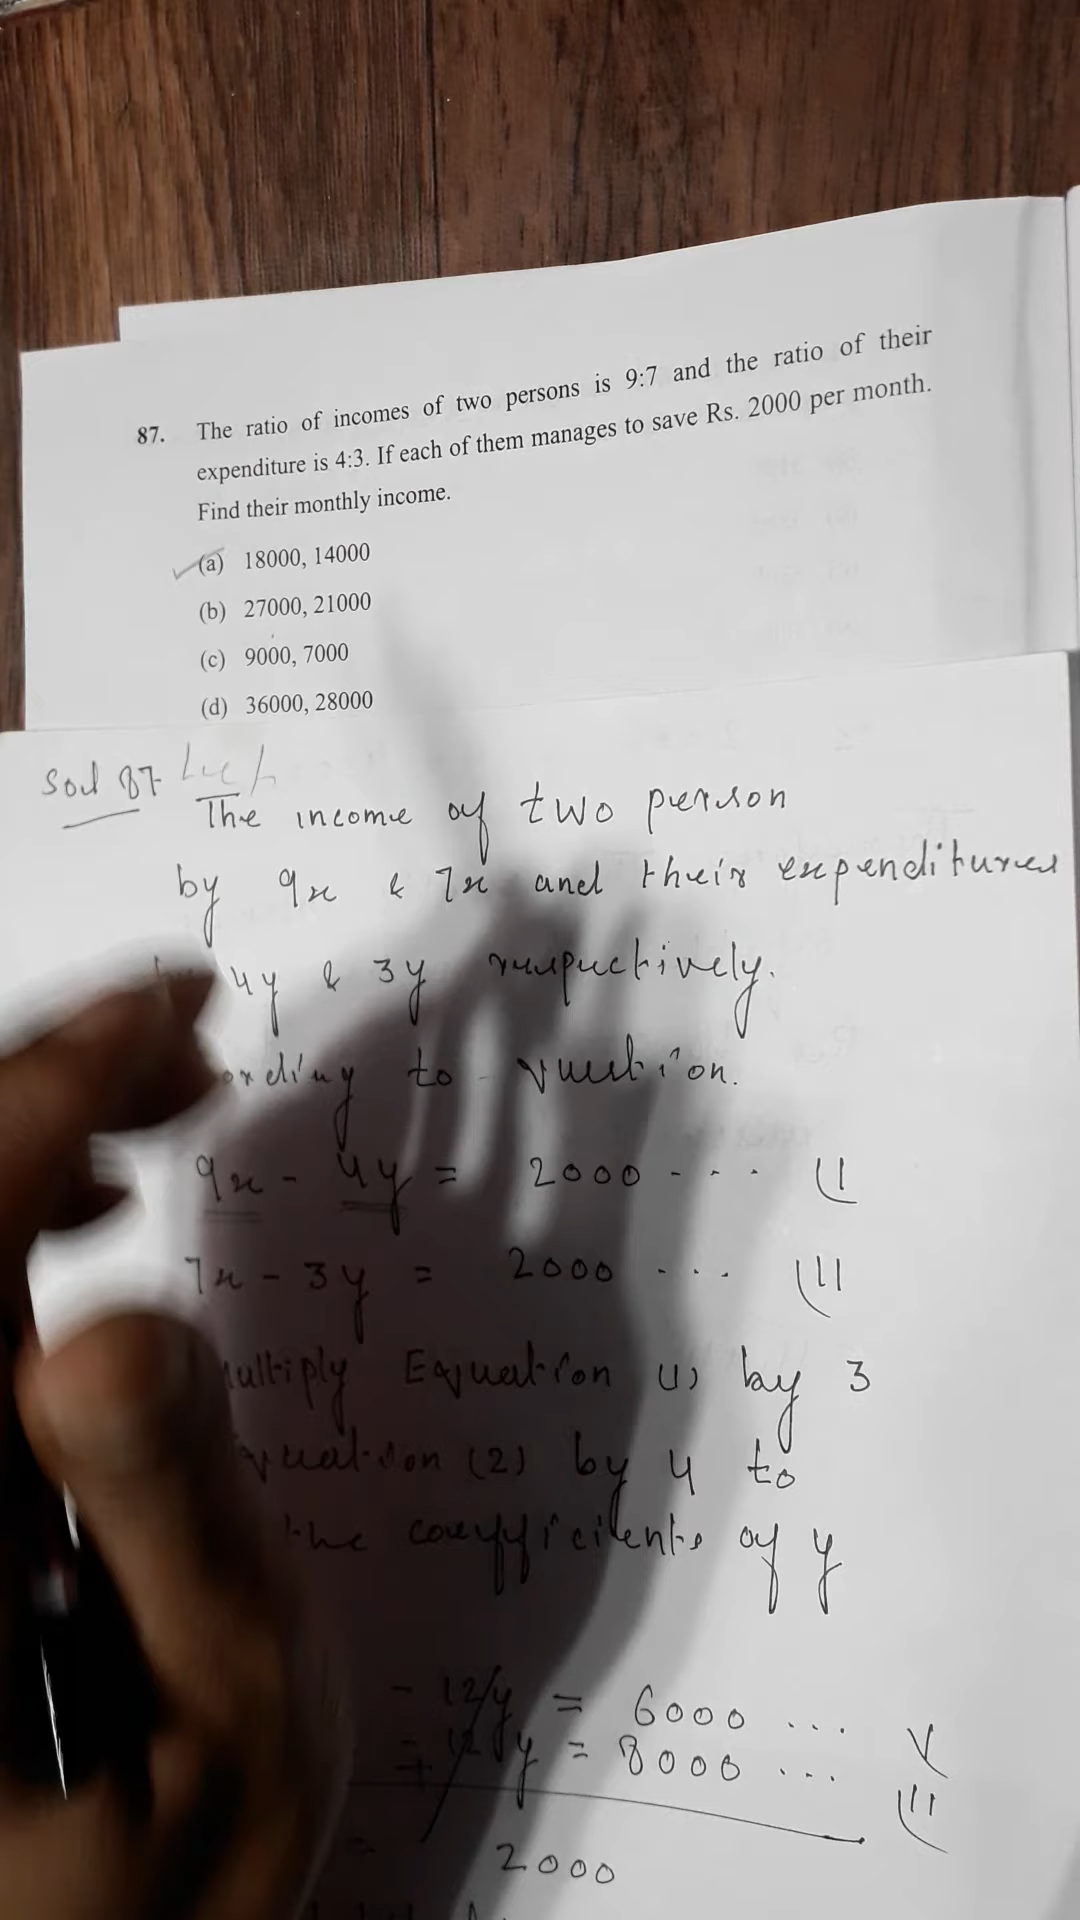 87. The ratio of incomes of two persons is 9:7 and the ratio of their
expenditure is 4:3. If each of them manages to save Rs. 2000 per month.
Find their monthly income.
(a) 18000, 14000
(b) 27000, 21000
(c) 9000, 7000
(d) 36000, 28000
Sol 87 Let
The income of two person
by 9x & 7x and their expenditures
4y & 3y respectively.
to question.
9x - 4y = 2000 ... (1
7x - 3y = 2000 ... (11
Equation (1) by 3
(2) by 4 to
the coefficients of y
- 12y = 6000 ...
- 12y = 8000 ...
2000